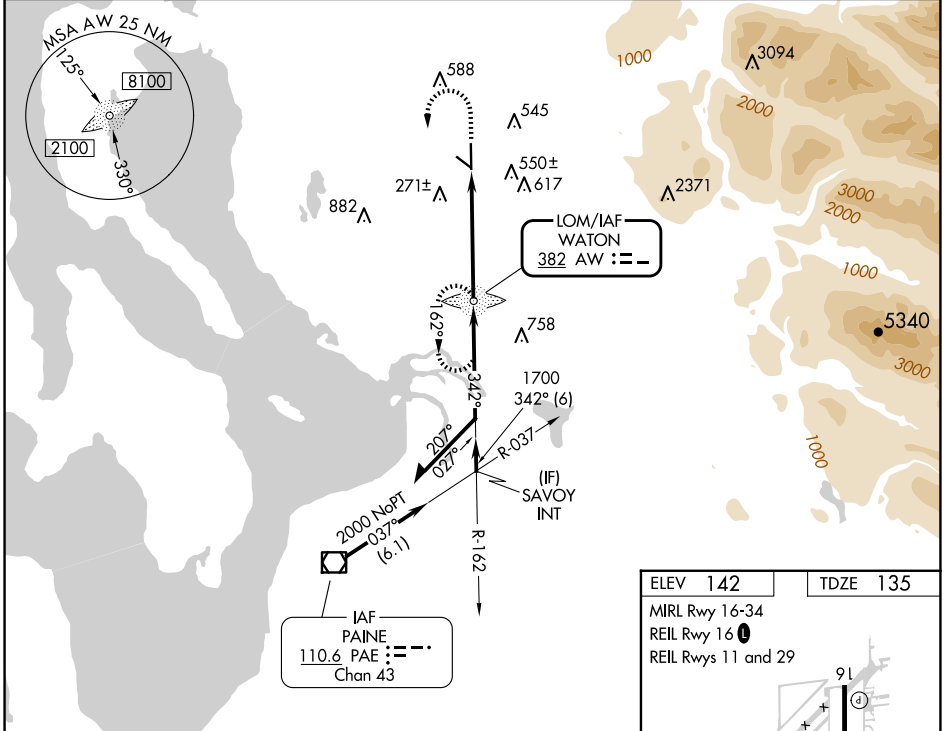 MSA AW 25 NM
125°
8100
2100
330°
588
545
550±
617
271±
882
1000
3094
2000
2371
3000
2000
1000
5340
3000
1000
LOM/IAF
WATON
382 AW
758
162°
342°
1700
342° (6)
207°
027°
R-037
(IF)
SAVOY
INT
2000 NoPT
037°
(6.1)
R-162
IAF
PAINE
110.6 PAE
Chan 43
ELEV 142
TDZE 135
MIRL Rwy 16-34
REIL Rwy 16 L
REIL Rwys 11 and 29
16
P